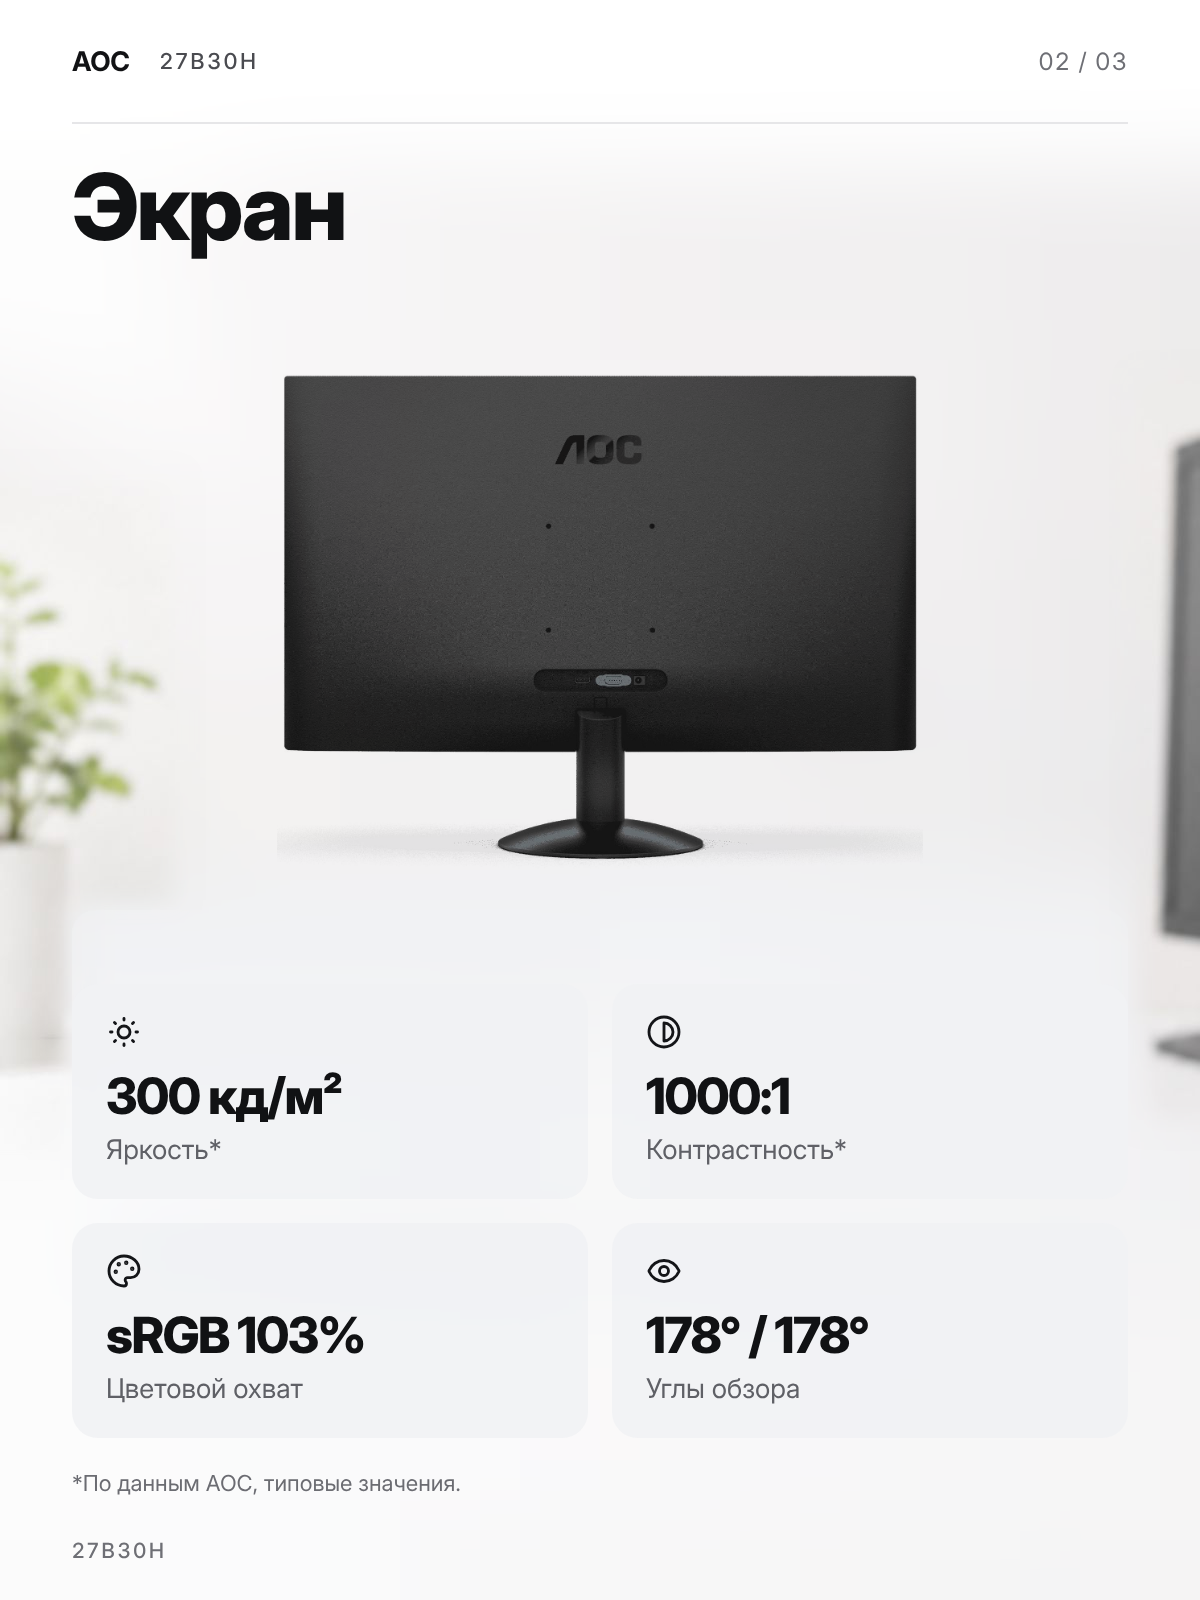 AOC 27B30H 02 / 03
Экран
AOC
300 кд/м²
Яркость*
1000:1
Контрастность*
sRGB 103%
Цветовой охват
178° / 178°
Углы обзора
*По данным AOC, типовые значения.
27B30H